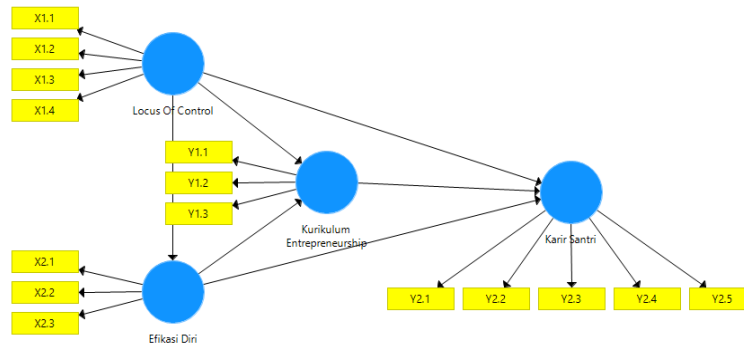 X1.1
X1.2
X1.3
X1.4
Locus Of Control
Y1.1
Y1.2
Y1.3
Kurikulum
Entrepreneurship
Karir Santri
X2.1
X2.2
X2.3
Efikasi Diri
Y2.1
Y2.2
Y2.3
Y2.4
Y2.5